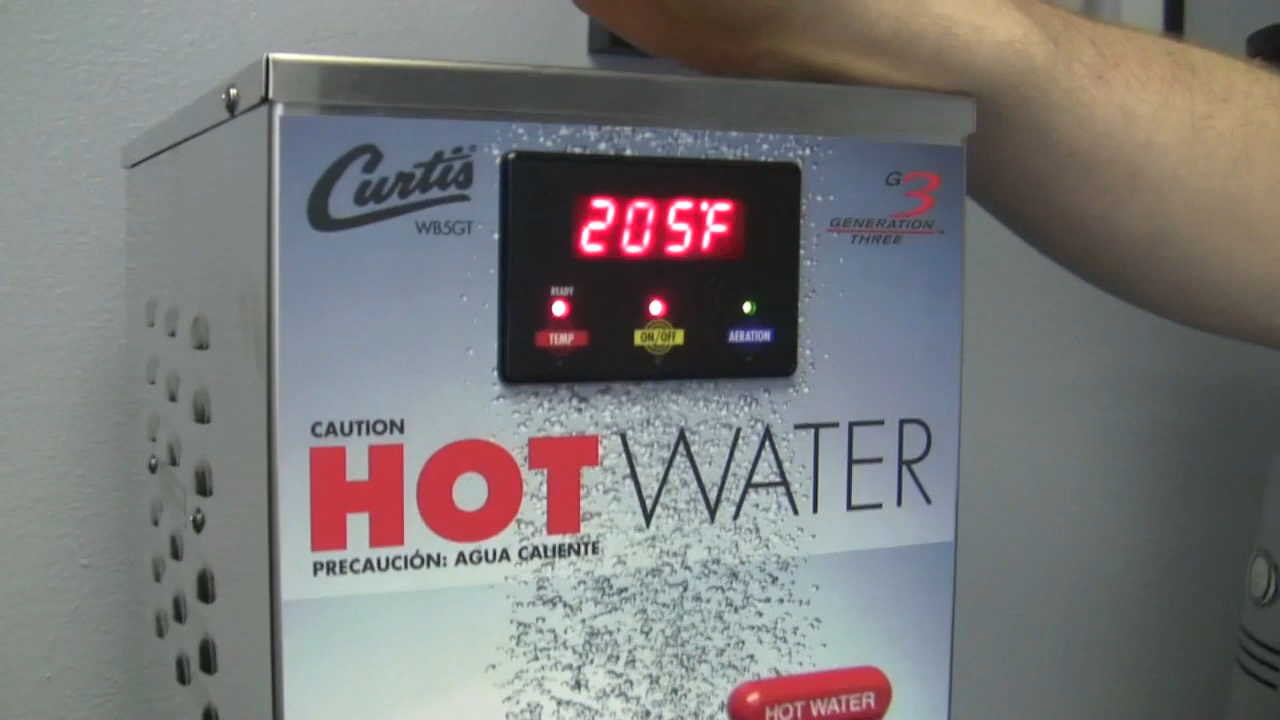 Curtis
WB5GT
205°F
READY
TEMP
ON/OFF
AERATION
G3
GENERATION
THREE
CAUTION
HOT WATER
PRECAUCIÓN: AGUA CALIENTE
HOT WATER